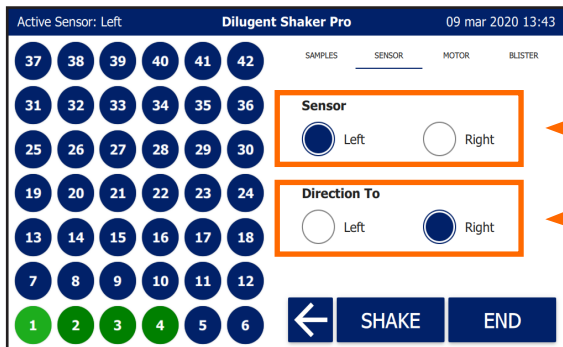 Active Sensor: Left Dilugent Shaker Pro 09 mar 2020 13:43
SAMPLES SENSOR MOTOR BLISTER
37 38 39 40 41 42
31 32 33 34 35 36
25 26 27 28 29 30
19 20 21 22 23 24
13 14 15 16 17 18
7 8 9 10 11 12
1 2 3 4 5 6
Sensor
Left Right
Direction To
Left Right
SHAKE END